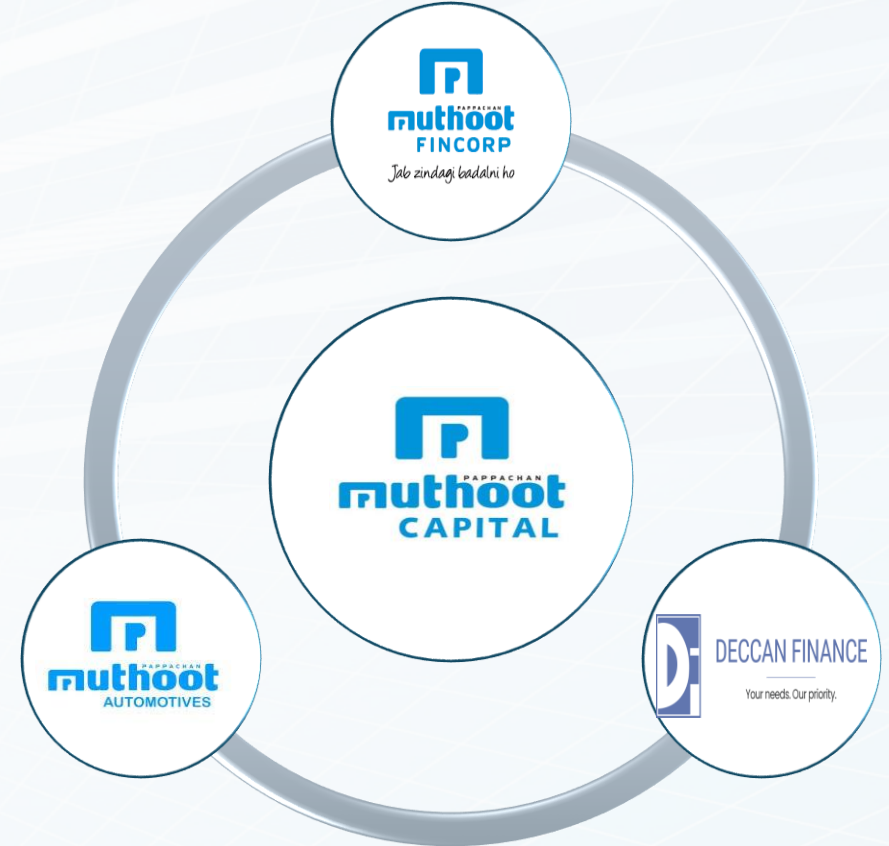 PAPPACHAN
muthoot
FINCORP
Jab zindagi badalni ho
PAPPACHAN
muthoot
CAPITAL
PAPPACHAN
muthoot
AUTOMOTIVES
DECCAN FINANCE
Your needs. Our priority.